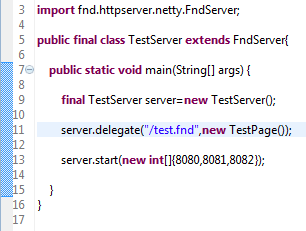 3 import fnd.httpserver.netty.FndServer;
4
5 public final class TestServer extends FndServer{
6
7 public static void main(String[] args) {
8
9 final TestServer server=new TestServer();
10
11 server.delegate("/test.fnd",new TestPage());
12
13 server.start(new int[]{8080,8081,8082});
14
15 }
16 }
17